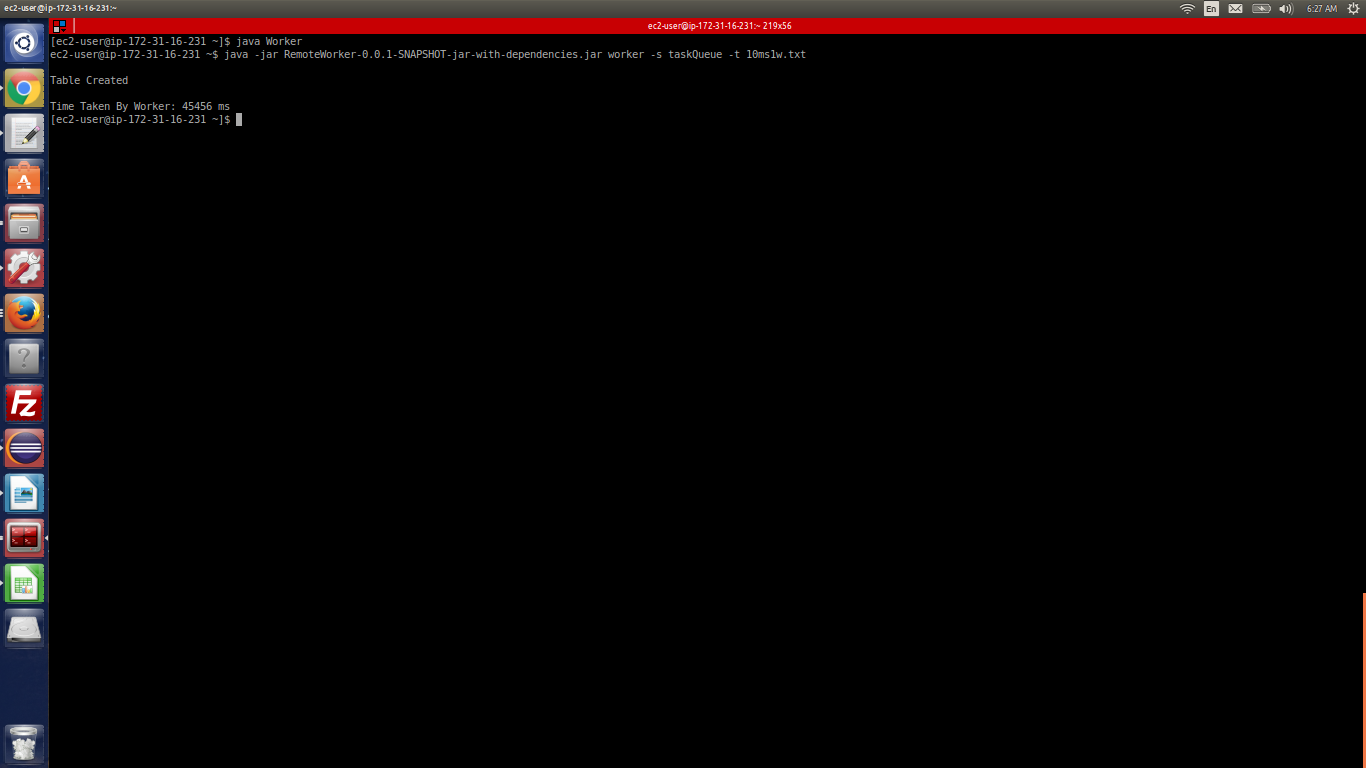 ec2-user@ip-172-31-16-231:~
En
6:27 AM
ec2-user@ip-172-31-16-231:~ 219x56
[ec2-user@ip-172-31-16-231 ~]$ java Worker
ec2-user@ip-172-31-16-231 ~$ java -jar RemoteWorker-0.0.1-SNAPSHOT-jar-with-dependencies.jar worker -s taskQueue -t 10ms1w.txt
Table Created
Time Taken By Worker: 45456 ms
[ec2-user@ip-172-31-16-231 ~]$
?
Fz